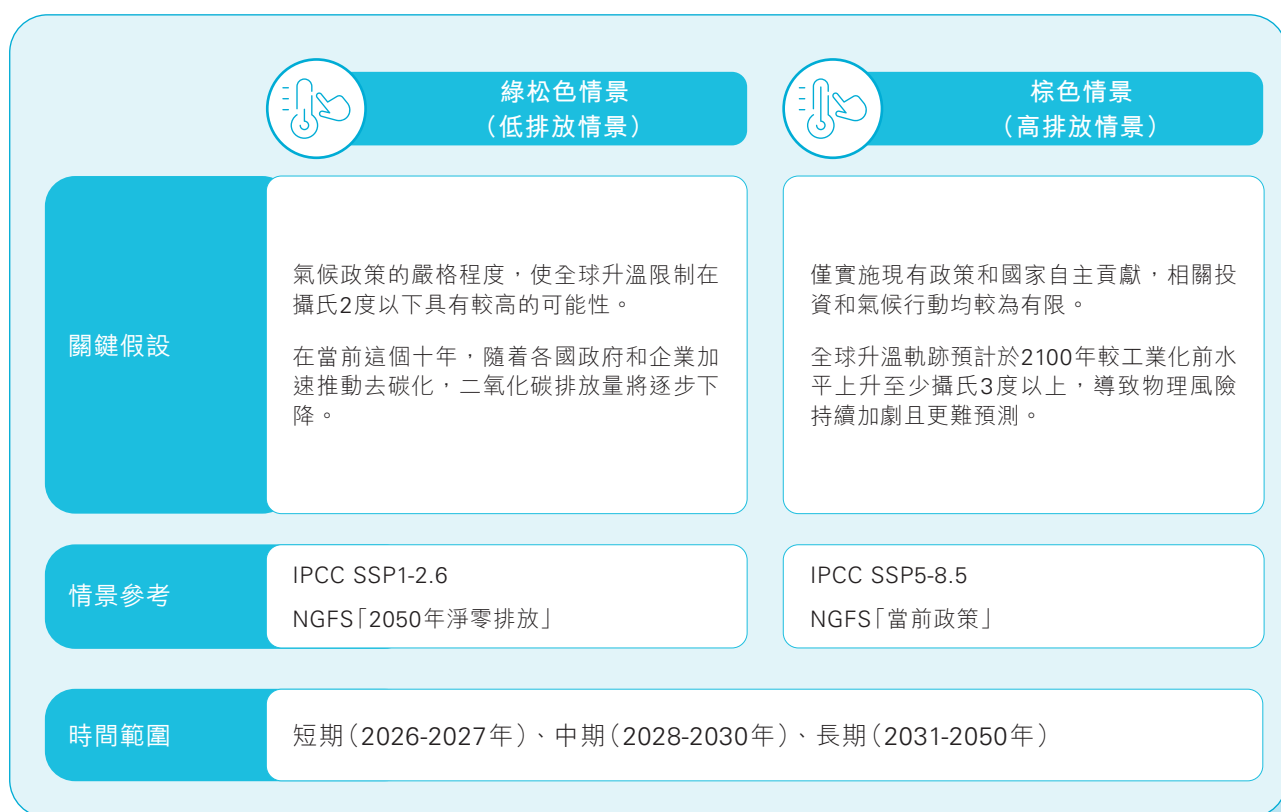 綠松色情景
（低排放情景）
棕色情景
（高排放情景）
關鍵假設
氣候政策的嚴格程度，使全球升溫限制在
攝氏2度以下具有較高的可能性。
在當前這個十年，隨着各國政府和企業加
速推動去碳化，二氧化碳排放量將逐步下
降。
僅實施現有政策和國家自主貢獻，相關投
資和氣候行動均較為有限。
全球升溫軌跡預計於2100年較工業化前水
平上升至少攝氏3度以上，導致物理風險
持續加劇且更難預測。
情景參考
IPCC SSP1-2.6
NGFS「2050年淨零排放」
IPCC SSP5-8.5
NGFS「當前政策」
時間範圍
短期（2026-2027年）、中期（2028-2030年）、長期（2031-2050年）